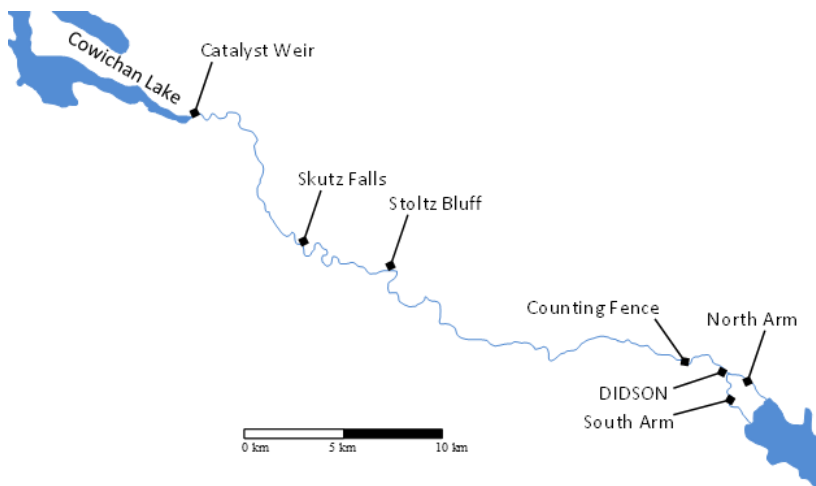 Catalyst Weir
Cowichan Lake
Skutz Falls
Stoltz Bluff
Counting Fence
North Arm
DIDSON
South Arm
0 km 5 km 10 km